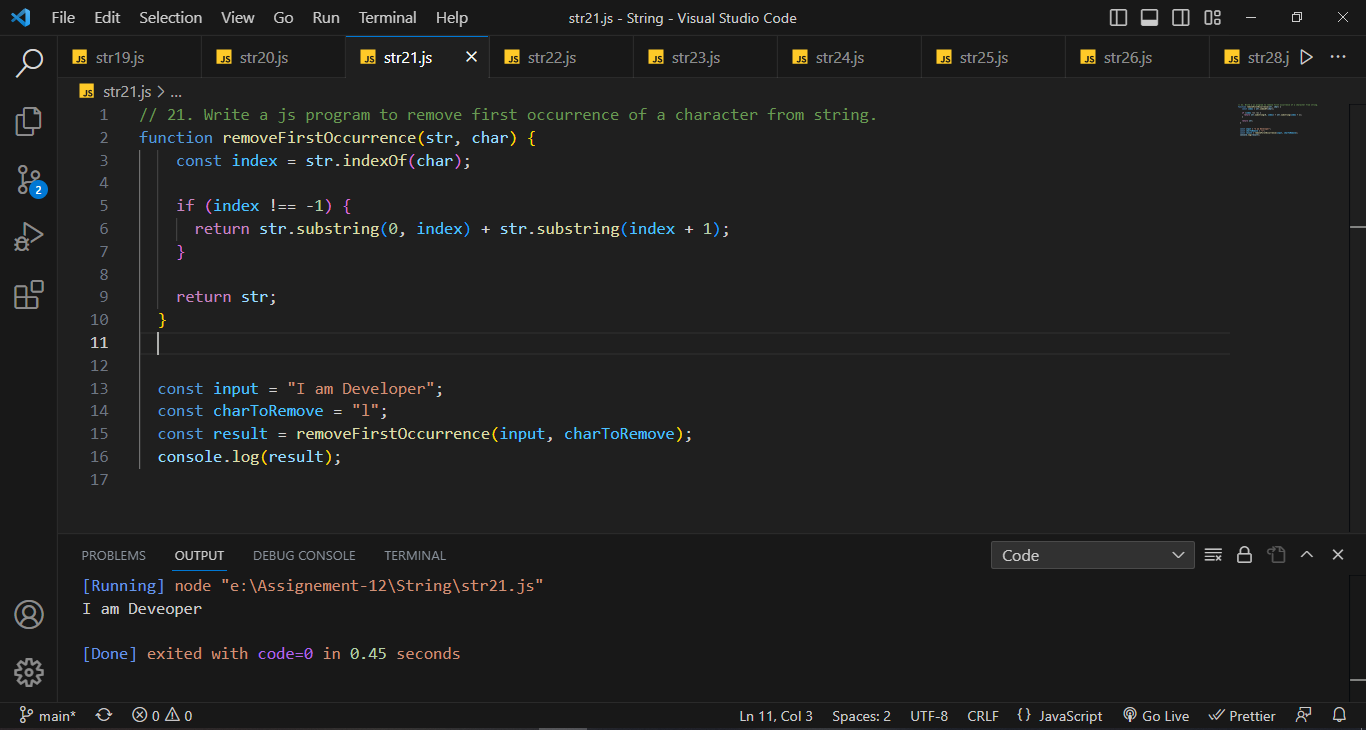 File Edit Selection View Go Run Terminal Help str21.js - String - Visual Studio Code
JS str19.js JS str20.js JS str21.js JS str22.js JS str23.js JS str24.js JS str25.js JS str26.js JS str28.j
JS str21.js > ...
1 // 21. Write a js program to remove first occurrence of a character from string.
2 function removeFirstOccurrence(str, char) {
3 const index = str.indexOf(char);
4
5 if (index !== -1) {
6 return str.substring(0, index) + str.substring(index + 1);
7 }
8
9 return str;
10 }
11
12
13 const input = "I am Developer";
14 const charToRemove = "l";
15 const result = removeFirstOccurrence(input, charToRemove);
16 console.log(result);
17
2
PROBLEMS OUTPUT DEBUG CONSOLE TERMINAL Code
[Running] node "e:\Assignement-12\String\str21.js"
I am Deveoper
[Done] exited with code=0 in 0.45 seconds
main* 0 0 Ln 11, Col 3 Spaces: 2 UTF-8 CRLF {} JavaScript Go Live Prettier